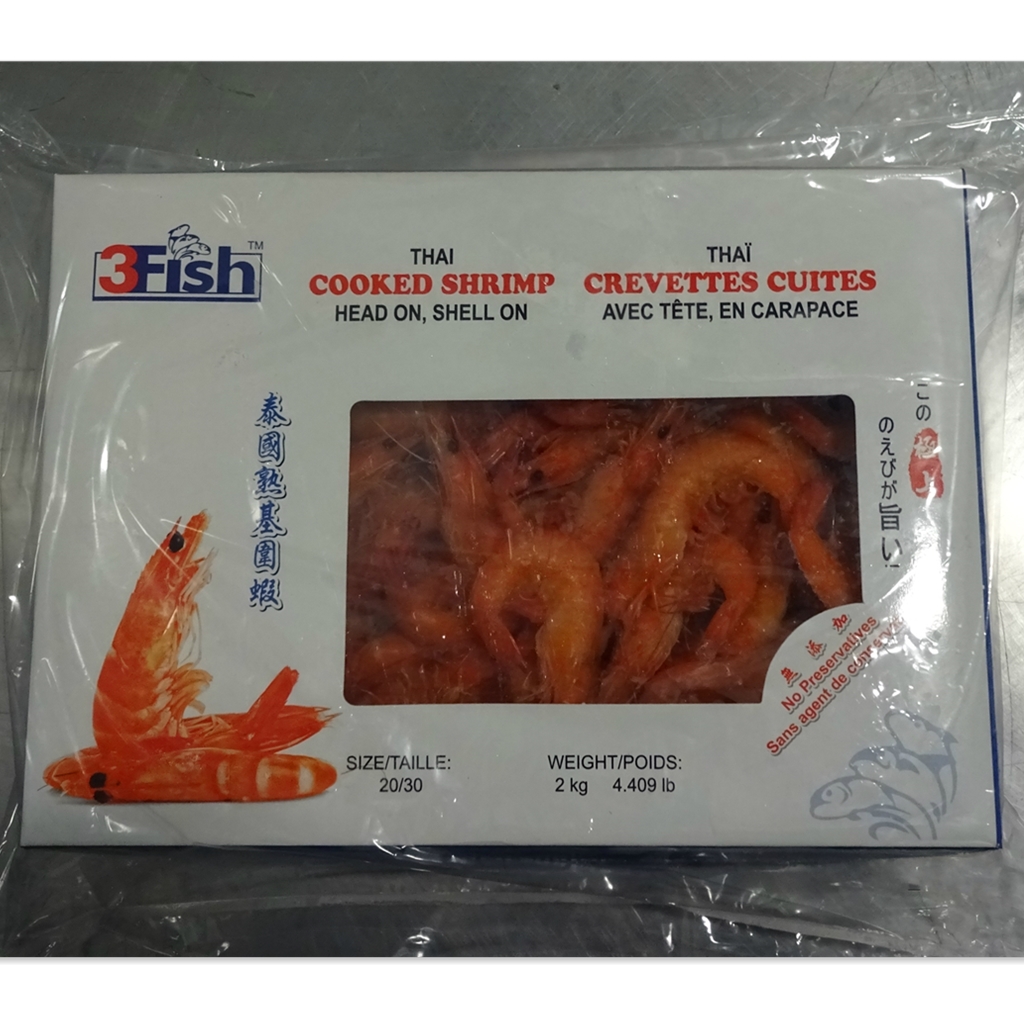 3Fish™
THAI
COOKED SHRIMP
HEAD ON, SHELL ON
THAÏ
CREVETTES CUITES
AVEC TÊTE, EN CARAPACE
泰國熟基圍蝦
この
のえびが旨い
無添加
No Preservatives
Sans agent de
SIZE/TAILLE:
20/30
WEIGHT/POIDS:
2 kg 4.409 lb